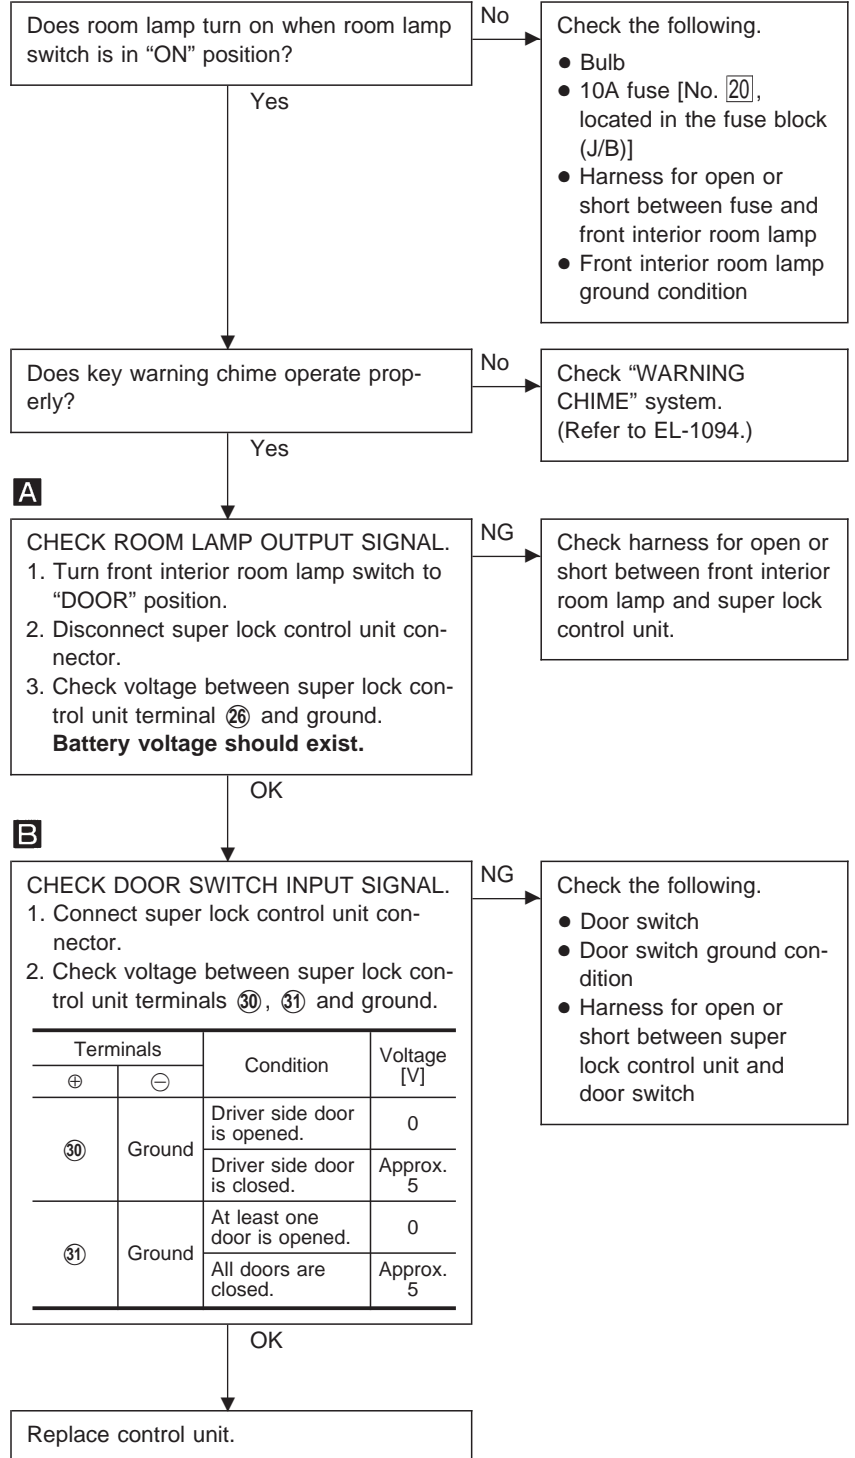 Does room lamp turn on when room lamp
switch is in “ON” position?
No
Check the following.
● Bulb
● 10A fuse [No. 20,
located in the fuse block
(J/B)]
● Harness for open or
short between fuse and
front interior room lamp
● Front interior room lamp
ground condition
Yes
Does key warning chime operate prop-
erly?
No
Check “WARNING
CHIME” system.
(Refer to EL-1094.)
Yes
A
CHECK ROOM LAMP OUTPUT SIGNAL.
1. Turn front interior room lamp switch to
“DOOR” position.
2. Disconnect super lock control unit con-
nector.
3. Check voltage between super lock con-
trol unit terminal ㉖ and ground.
Battery voltage should exist.
NG
Check harness for open or
short between front interior
room lamp and super lock
control unit.
OK
B
CHECK DOOR SWITCH INPUT SIGNAL.
1. Connect super lock control unit con-
nector.
2. Check voltage between super lock con-
trol unit terminals ㉚, ㉛ and ground.
Terminals Condition Voltage
[V]
⊕ ⊖
㉚ Ground
Driver side door
is opened.
0
Driver side door
is closed.
Approx.
5
㉛ Ground
At least one
door is opened.
0
All doors are
closed.
Approx.
5
NG
Check the following.
● Door switch
● Door switch ground con-
dition
● Harness for open or
short between super
lock control unit and
door switch
OK
Replace control unit.